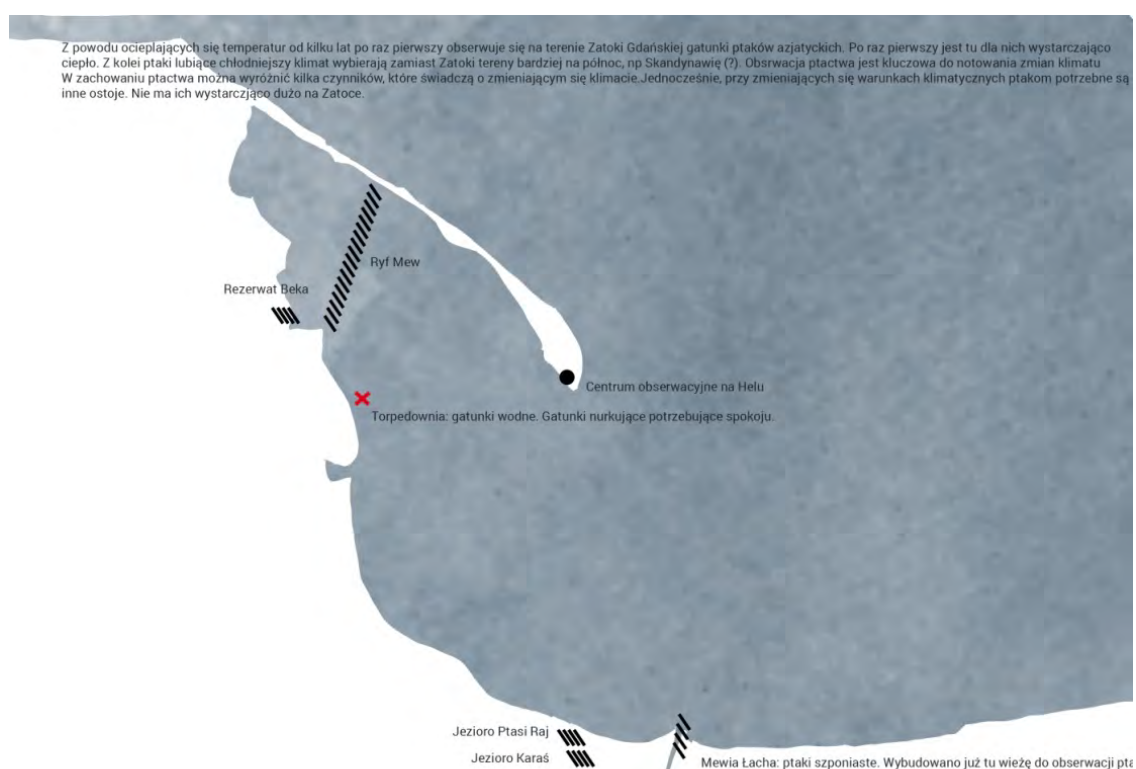 Z powodu ocieplających się temperatur od kilku lat po raz pierwszy obserwuje się na terenie Zatoki Gdańskiej gatunki ptaków azjatyckich. Po raz pierwszy jest tu dla nich wystarczająco
ciepło. Z kolei ptaki lubiące chłodniejszy klimat wybierają zamiast Zatoki tereny bardziej na północ, np Skandynawię (?). Obsrwacja ptactwa jest kluczowa do notowania zmian klimatu
W zachowaniu ptactwa można wyróżnić kilka czynników, które świadczą o zmieniającym się klimacie.Jednocześnie, przy zmieniających się warunkach klimatycznych ptakom potrzebne są
inne ostoje. Nie ma ich wystarczjąco dużo na Zatoce.
Ryf Mew
Rezerwat Beka
Centrum obserwacyjne na Helu
Torpedownia: gatunki wodne. Gatunki nurkujące potrzebujące spokoju.
Jezioro Ptasi Raj
Jezioro Karaś
Mewia Łacha: ptaki szponiaste. Wybudowano już tu wieżę do obserwacji pta